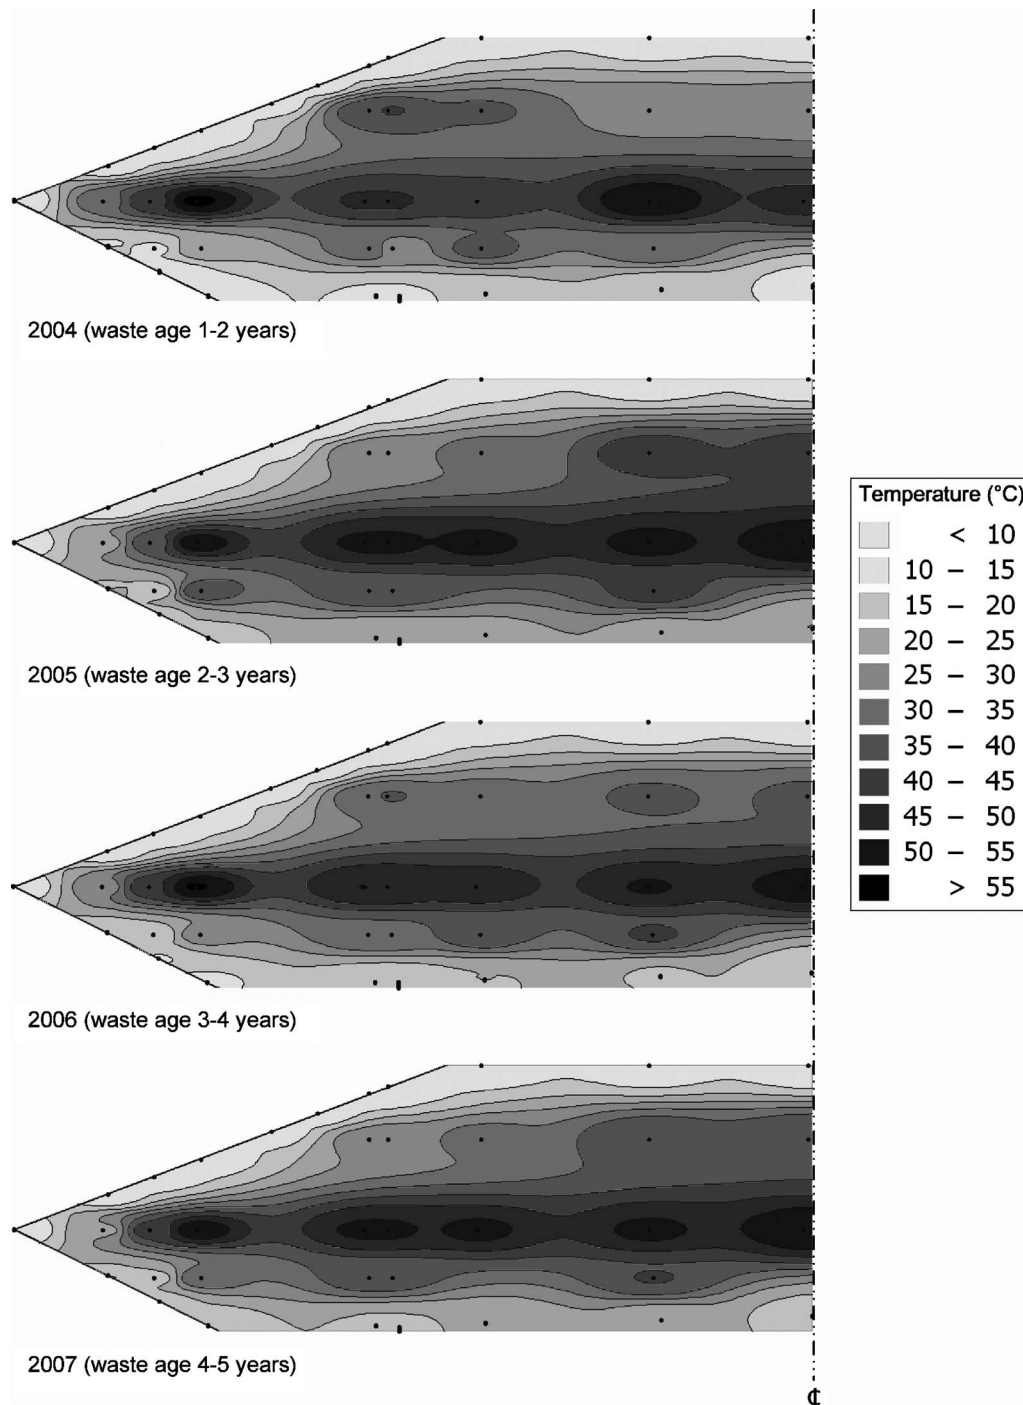 2004 (waste age 1-2 years)
2005 (waste age 2-3 years)
Temperature (°C)
< 10
10 – 15
15 – 20
20 – 25
25 – 30
30 – 35
35 – 40
40 – 45
45 – 50
50 – 55
> 55
2006 (waste age 3-4 years)
2007 (waste age 4-5 years)
℄